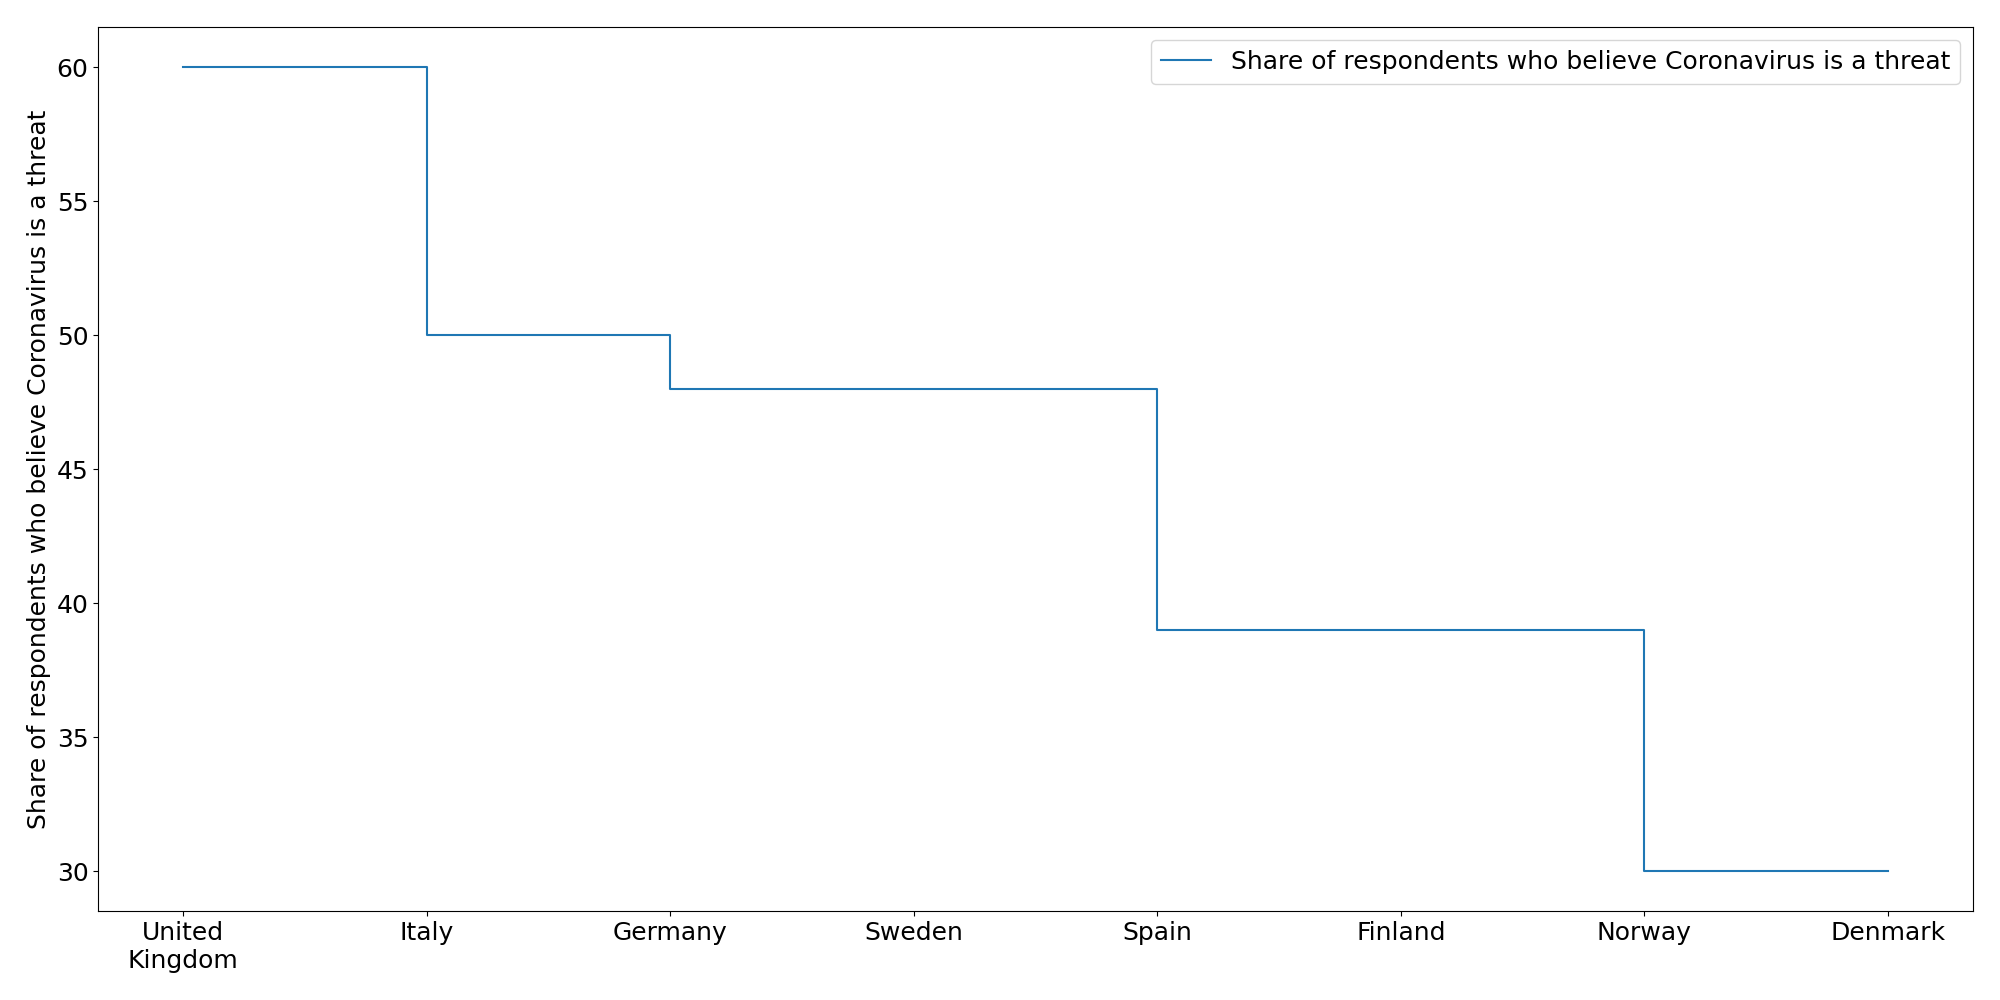 Share of respondents who believe Coronavirus is a threat
Share of respondents who believe Coronavirus is a threat
60
55
50
45
40
35
30
United
Kingdom
Italy
Germany
Sweden
Spain
Finland
Norway
Denmark